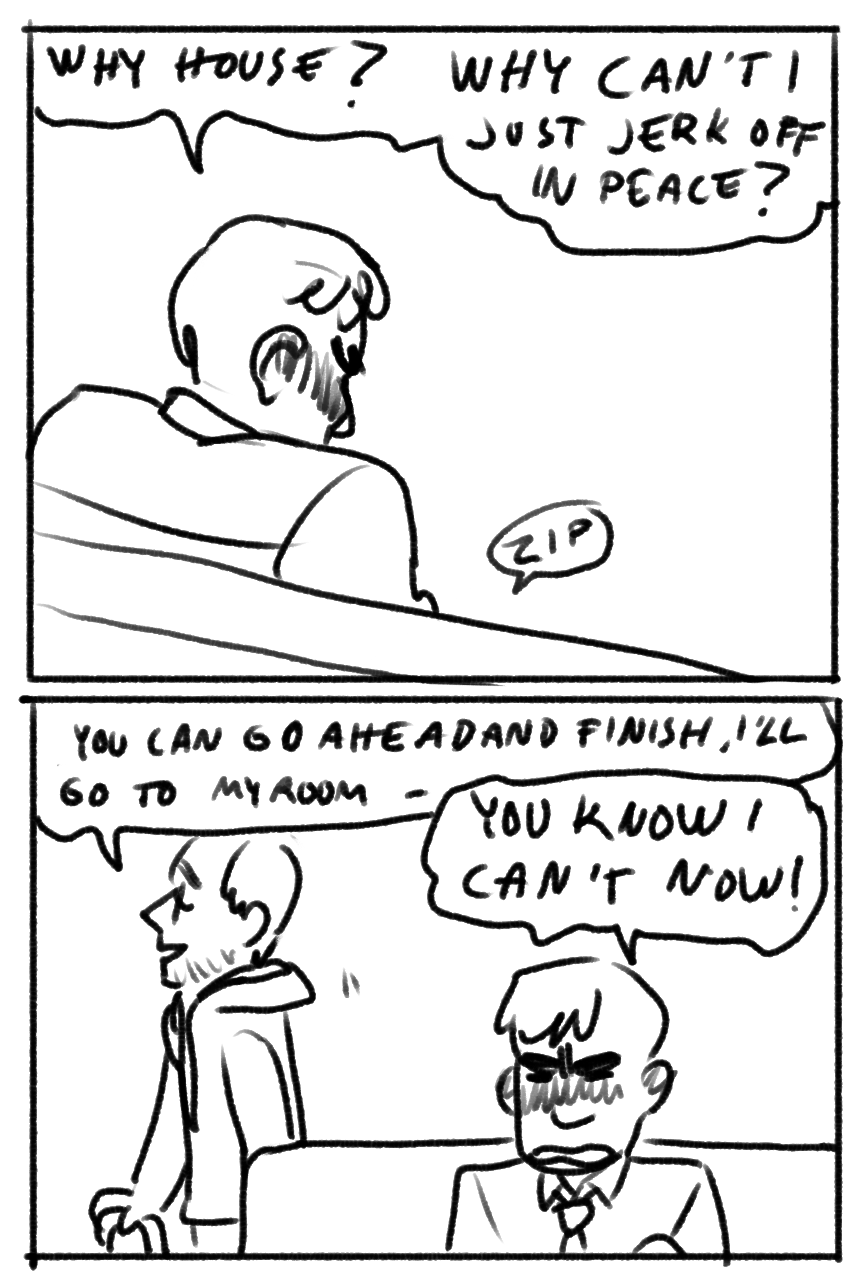 WHY HOUSE?
WHY CAN'T I
JUST JERK OFF
IN PEACE?
ZIP
YOU CAN GO AHEAD AND FINISH, I'LL
GO TO MY ROOM -
YOU KNOW I
CAN'T NOW!